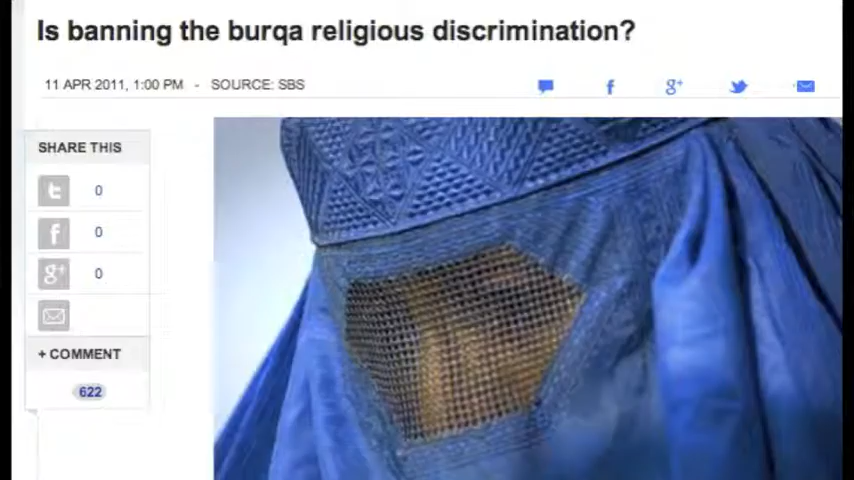 Is banning the burqa religious discrimination?
11 APR 2011, 1:00 PM - SOURCE: SBS
SHARE THIS
0
0
0
+ COMMENT
622